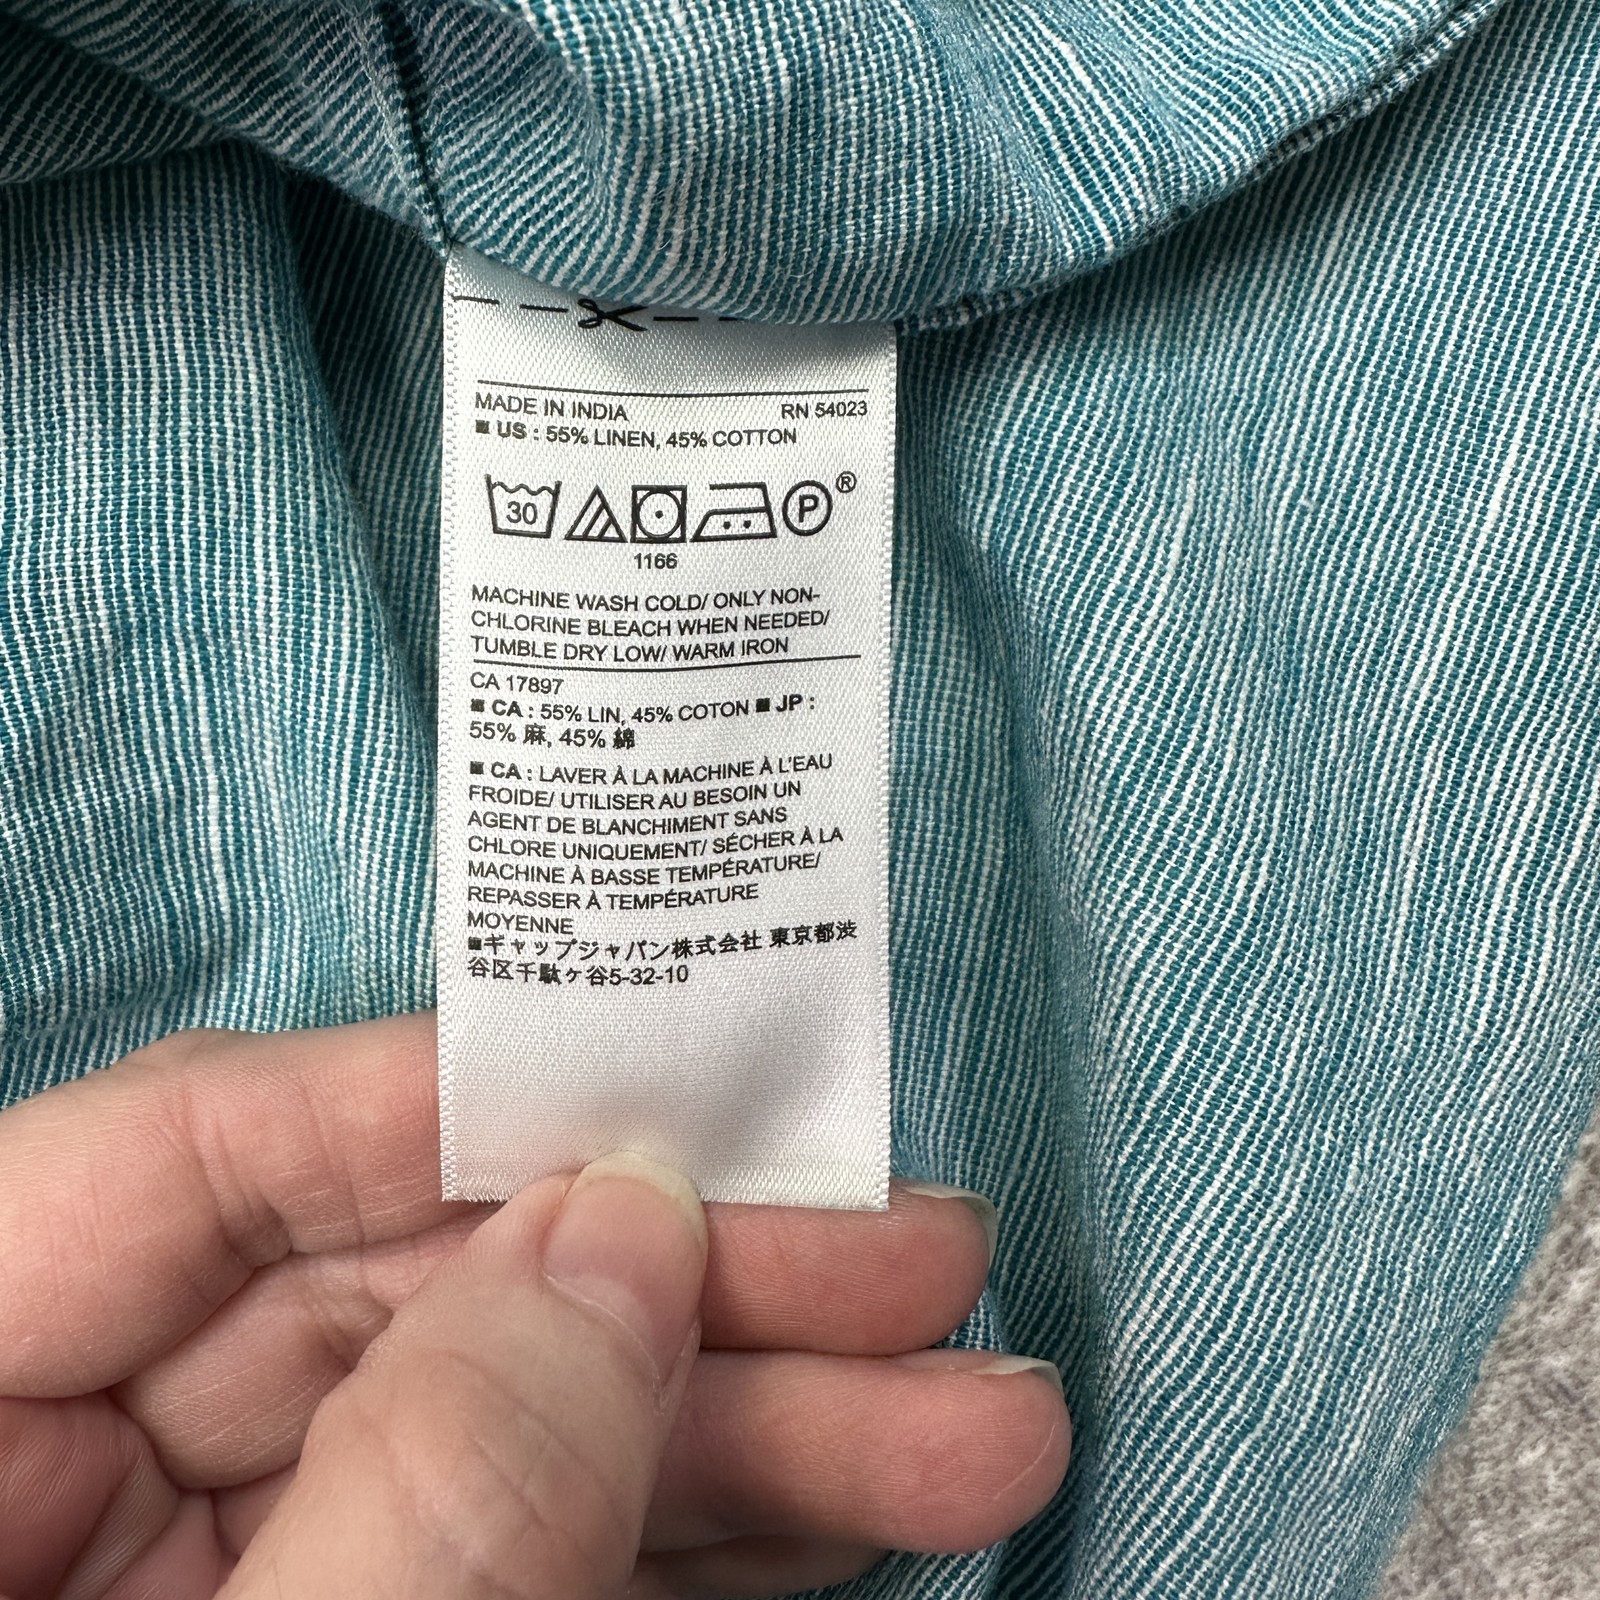 MADE IN INDIA RN 54023
■ US : 55% LINEN, 45% COTTON
30 P ®
1166
MACHINE WASH COLD/ ONLY NON-
CHLORINE BLEACH WHEN NEEDED/
TUMBLE DRY LOW/ WARM IRON
CA 17897
■ CA : 55% LIN, 45% COTON ■ JP :
55% 麻, 45% 綿
■ CA : LAVER À LA MACHINE À L'EAU
FROIDE/ UTILISER AU BESOIN UN
AGENT DE BLANCHIMENT SANS
CHLORE UNIQUEMENT/ SÉCHER À LA
MACHINE À BASSE TEMPÉRATURE/
REPASSER À TEMPÉRATURE
MOYENNE
■ギャップジャパン株式会社 東京都渋
谷区千駄ヶ谷5-32-10